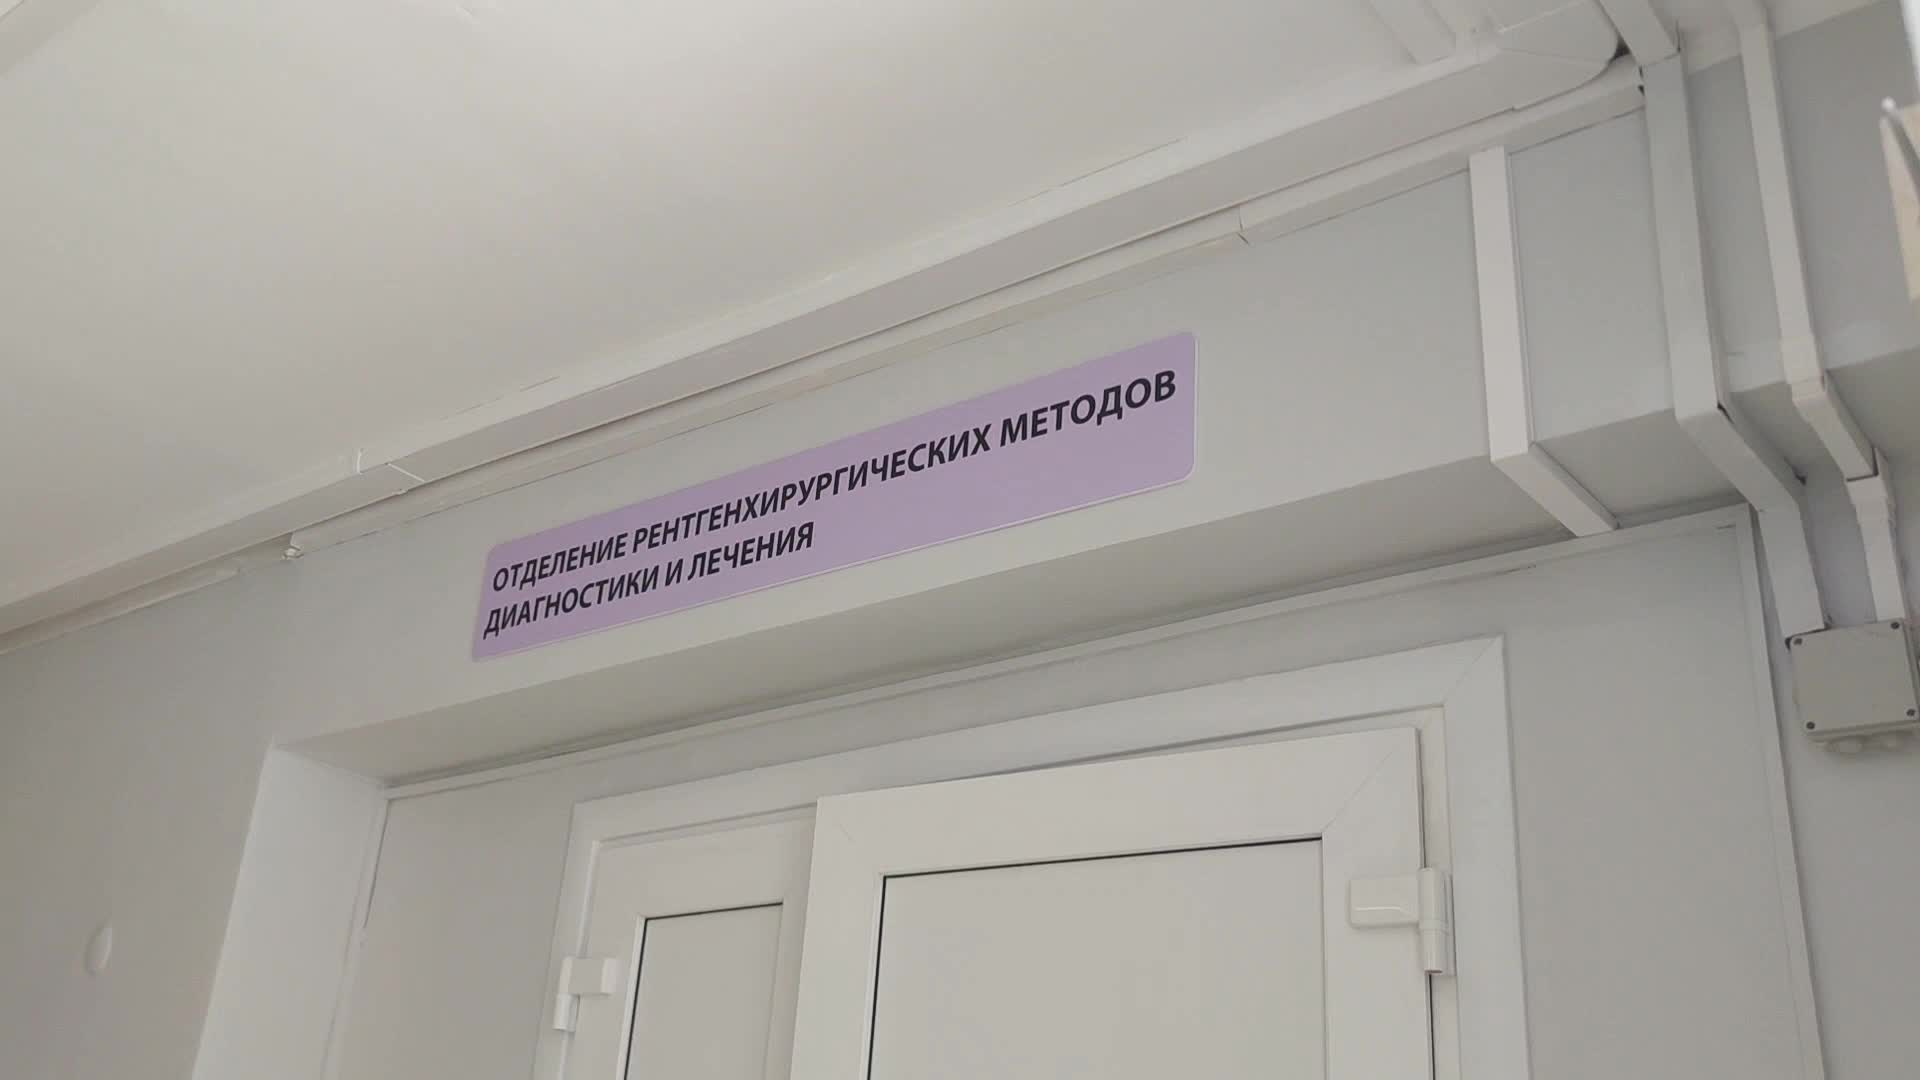 ОТДЕЛЕНИЕ РЕНТГЕНХИРУРГИЧЕСКИХ МЕТОДОВ
ДИАГНОСТИКИ И ЛЕЧЕНИЯ